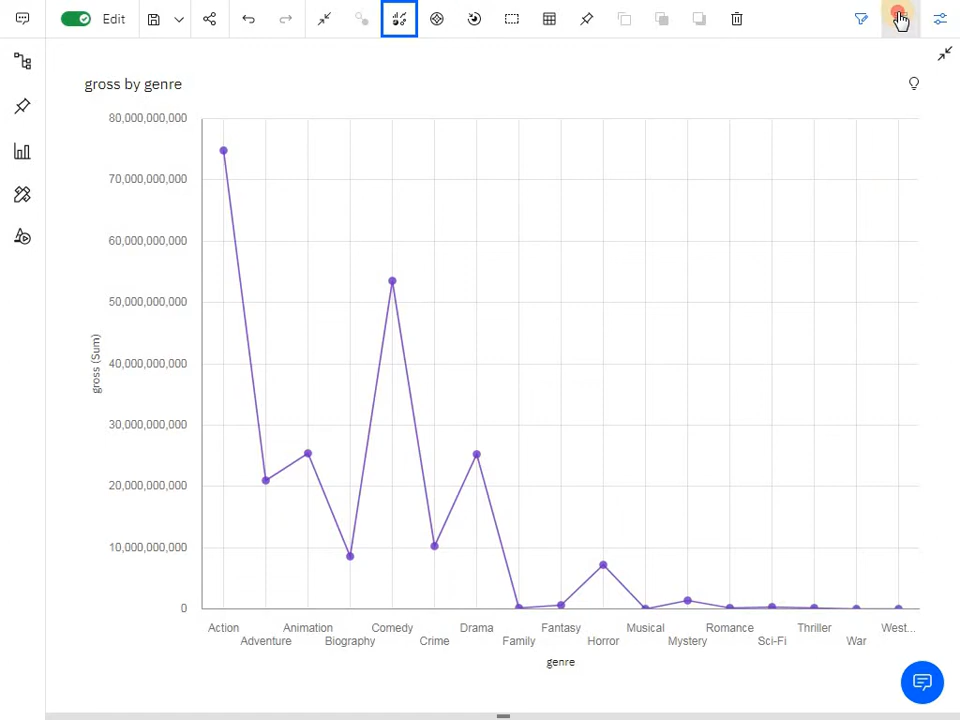 Edit
gross by genre
80,000,000,000
70,000,000,000
60,000,000,000
50,000,000,000
40,000,000,000
30,000,000,000
20,000,000,000
10,000,000,000
0
gross (Sum)
Action Animation Comedy Drama Fantasy Musical Romance Thriller West...
Adventure Biography Crime Family Horror Mystery Sci-Fi War
genre